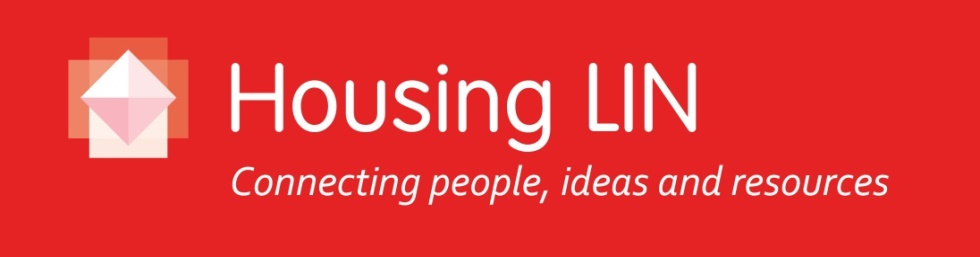 Housing LIN
Connecting people, ideas and resources